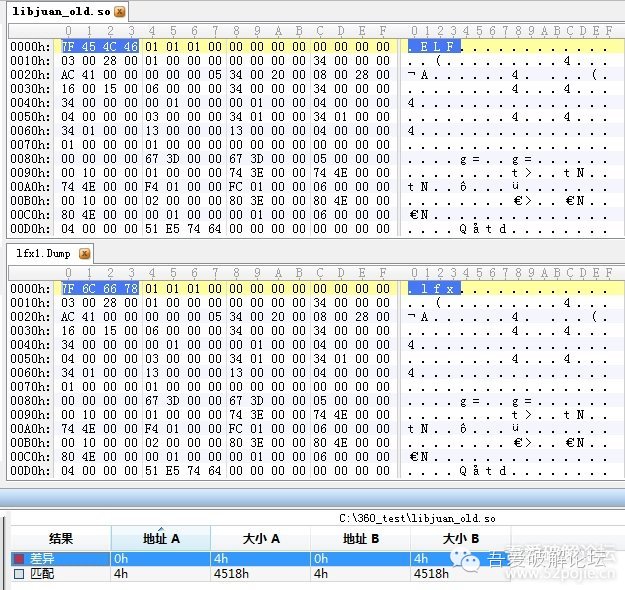 libjuan_old.so
0 1 2 3 4 5 6 7 8 9 A B C D E F 0123456789ABCDEF
0000h: 7F 45 4C 46 01 01 01 00 00 00 00 00 00 00 00 00 .ELF............
0010h: 03 00 28 00 01 00 00 00 00 00 00 00 34 00 00 00 ..(.........4...
0020h: AC 41 00 00 00 00 00 05 34 00 20 00 08 00 28 00 ¬A......4. ...(.
0030h: 16 00 15 00 06 00 00 00 34 00 00 00 34 00 00 00 ........4...4...
0040h: 34 00 00 00 00 01 00 00 00 01 00 00 04 00 00 00 4...............
0050h: 04 00 00 00 03 00 00 00 34 01 00 00 34 01 00 00 ........4...4...
0060h: 34 01 00 00 13 00 00 00 13 00 00 00 04 00 00 00 4...............
0070h: 01 00 00 00 01 00 00 00 00 00 00 00 00 00 00 00 ................
0080h: 00 00 00 00 67 3D 00 00 67 3D 00 00 05 00 00 00 ....g=..g=......
0090h: 00 10 00 00 01 00 00 00 74 3E 00 00 74 4E 00 00 ........t>..tN..
00A0h: 74 4E 00 00 F4 01 00 00 FC 01 00 00 06 00 00 00 tN..ô...ü.......
00B0h: 00 10 00 00 02 00 00 00 80 3E 00 00 80 4E 00 00 ........€>..€N..
00C0h: 80 4E 00 00 00 01 00 00 00 01 00 00 06 00 00 00 €N..............
00D0h: 04 00 00 00 51 E5 74 64 00 00 00 00 00 00 00 00 ....Qåtd........
lfx1.Dump
0 1 2 3 4 5 6 7 8 9 A B C D E F 0123456789ABCDEF
0000h: 7F 6C 66 78 01 01 01 00 00 00 00 00 00 00 00 00 .lfx............
0010h: 03 00 28 00 01 00 00 00 00 00 00 00 34 00 00 00 ..(.........4...
0020h: AC 41 00 00 00 00 00 05 34 00 20 00 08 00 28 00 ¬A......4. ...(.
0030h: 16 00 15 00 06 00 00 00 34 00 00 00 34 00 00 00 ........4...4...
0040h: 34 00 00 00 00 01 00 00 00 01 00 00 04 00 00 00 4...............
0050h: 04 00 00 00 03 00 00 00 34 01 00 00 34 01 00 00 ........4...4...
0060h: 34 01 00 00 13 00 00 00 13 00 00 00 04 00 00 00 4...............
0070h: 01 00 00 00 01 00 00 00 00 00 00 00 00 00 00 00 ................
0080h: 00 00 00 00 67 3D 00 00 67 3D 00 00 05 00 00 00 ....g=..g=......
0090h: 00 10 00 00 01 00 00 00 74 3E 00 00 74 4E 00 00 ........t>..tN..
00A0h: 74 4E 00 00 F4 01 00 00 FC 01 00 00 06 00 00 00 tN..ô...ü.......
00B0h: 00 10 00 00 02 00 00 00 80 3E 00 00 80 4E 00 00 ........€>..€N..
00C0h: 80 4E 00 00 00 01 00 00 00 01 00 00 06 00 00 00 €N..............
00D0h: 04 00 00 00 51 E5 74 64 00 00 00 00 00 00 00 00 ....Qåtd........
C:\360_test\libjuan_old.so
结果 地址 A 大小 A 地址 B 大小 B
差异 0h 4h 0h 4h
匹配 4h 4518h 4h 4518h
吾爱破解论坛
www.52pojie.cn